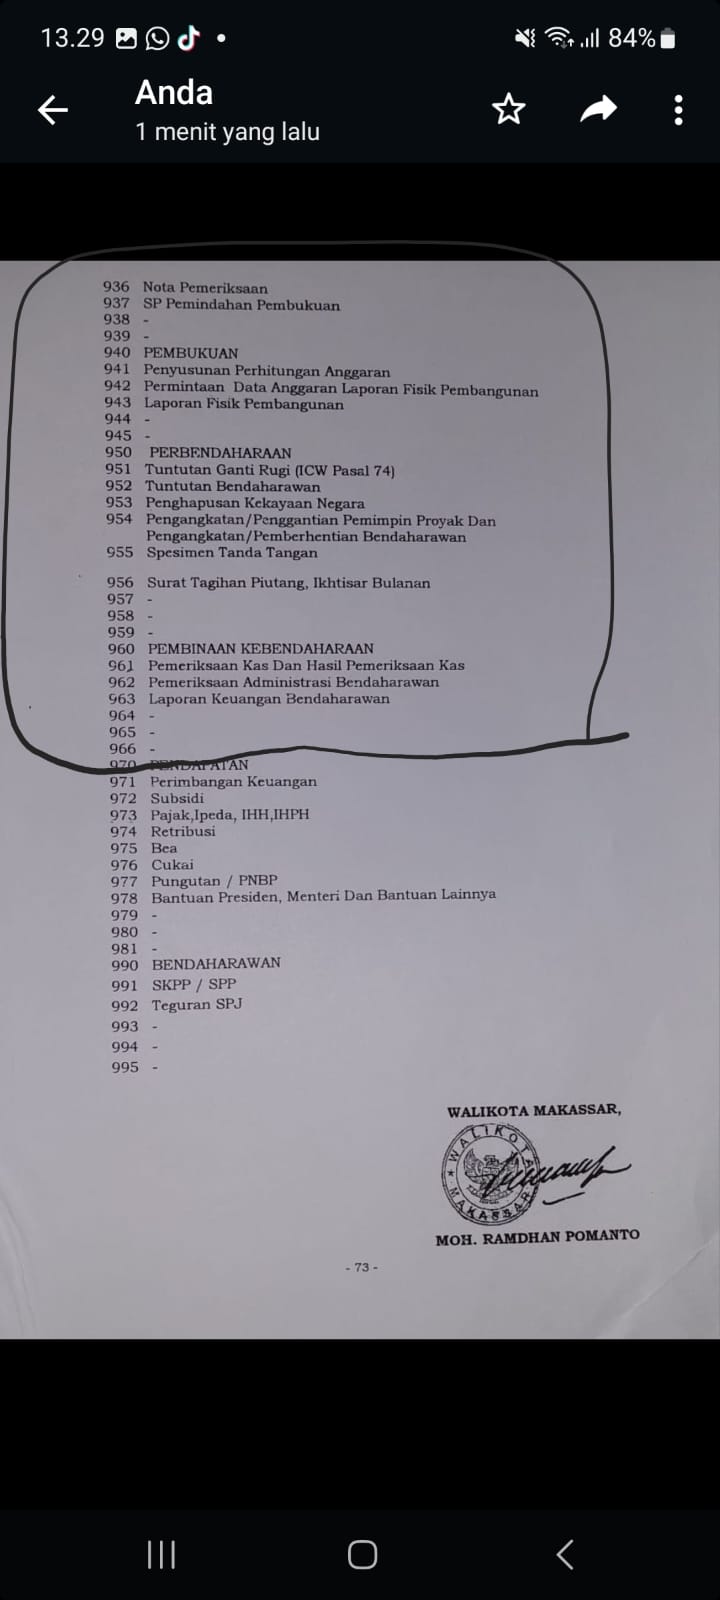 13.29
84%
Anda
1 menit yang lalu
936 Nota Pemeriksaan
937 SP Pemindahan Pembukuan
938 -
939 -
940 PEMBUKUAN
941 Penyusunan Perhitungan Anggaran
942 Permintaan Data Anggaran Laporan Fisik Pembangunan
943 Laporan Fisik Pembangunan
944 -
945 -
950 PERBENDAHARAAN
951 Tuntutan Ganti Rugi (ICW Pasal 74)
952 Tuntutan Bendaharawan
953 Penghapusan Kekayaan Negara
954 Pengangkatan/Penggantian Pemimpin Proyak Dan
Pengangkatan/Pemberhentian Bendaharawan
955 Spesimen Tanda Tangan
956 Surat Tagihan Piutang, Ikhtisar Bulanan
957 -
958 -
959 -
960 PEMBINAAN KEBENDAHARAAN
961 Pemeriksaan Kas Dan Hasil Pemeriksaan Kas
962 Pemeriksaan Administrasi Bendaharawan
963 Laporan Keuangan Bendaharawan
964 -
965 -
966 -
970 PENDAPATAN
971 Perimbangan Keuangan
972 Subsidi
973 Pajak,Ipeda, IHH,IHPH
974 Retribusi
975 Bea
976 Cukai
977 Pungutan / PNBP
978 Bantuan Presiden, Menteri Dan Bantuan Lainnya
979 -
980 -
981 -
990 BENDAHARAWAN
991 SKPP / SPP
992 Teguran SPJ
993 -
994 -
995 -
WALIKOTA MAKASSAR,
WALIKOTA
MAKASSAR
MOH. RAMDHAN POMANTO
- 73 -